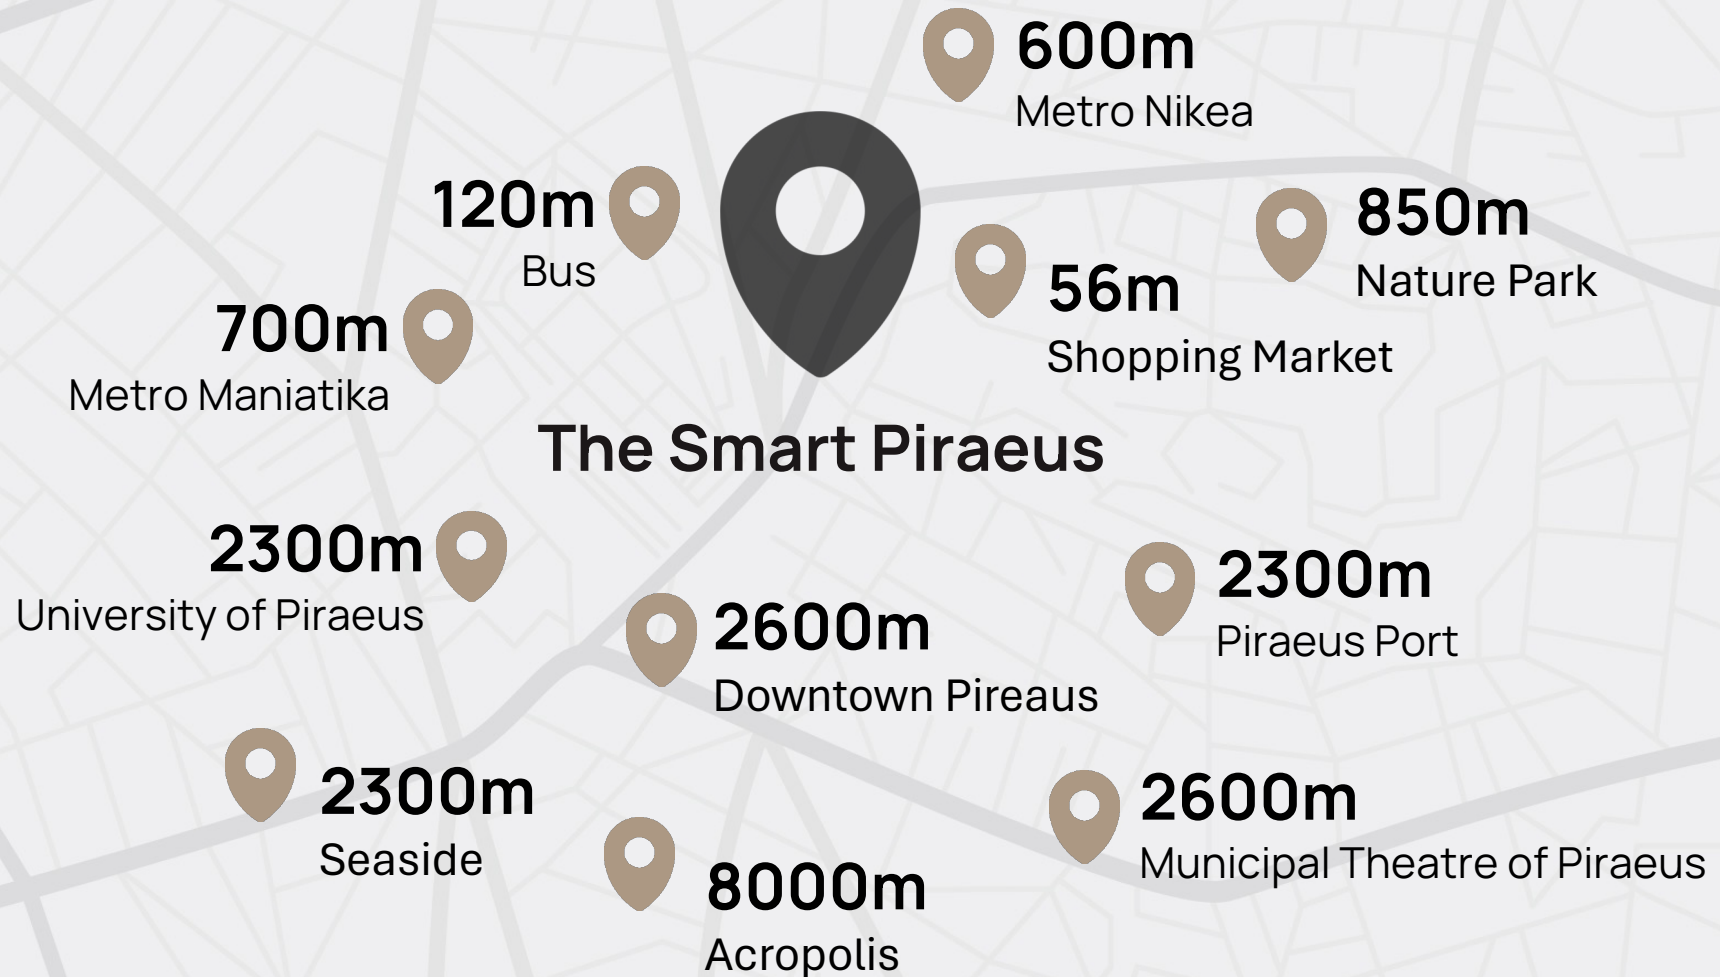 600m
Metro Nikea
120m
Bus
850m
Nature Park
56m
Shopping Market
700m
Metro Maniatika
The Smart Piraeus
2300m
University of Piraeus
2300m
Piraeus Port
2600m
Downtown Pireaus
2300m
Seaside
2600m
Municipal Theatre of Piraeus
8000m
Acropolis